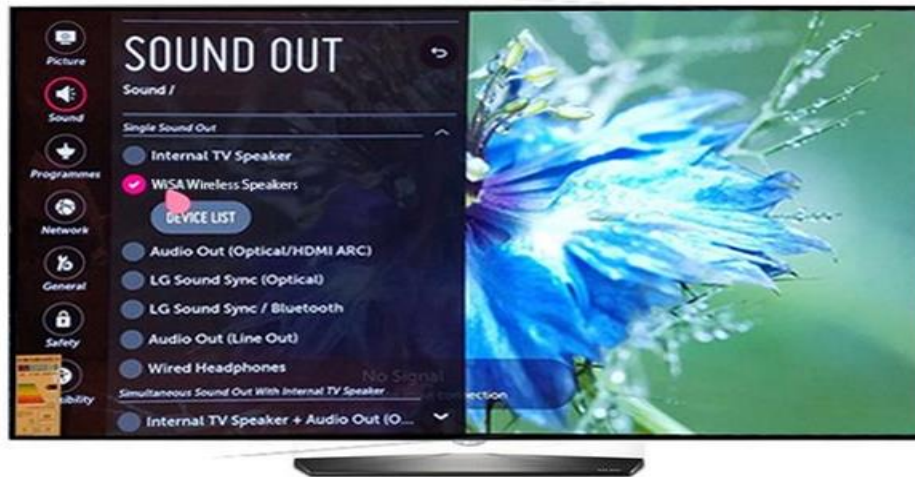 Picture
Sound
Programmes
Network
General
Safety
SOUND OUT
Sound /
Single Sound Out
Internal TV Speaker
WiSA Wireless Speakers
DEVICE LIST
Audio Out (Optical/HDMI ARC)
LG Sound Sync (Optical)
LG Sound Sync / Bluetooth
Audio Out (Line Out)
Wired Headphones
No Signal
Simultaneous Sound Out With Internal TV Speaker
Internal TV Speaker + Audio Out (O...